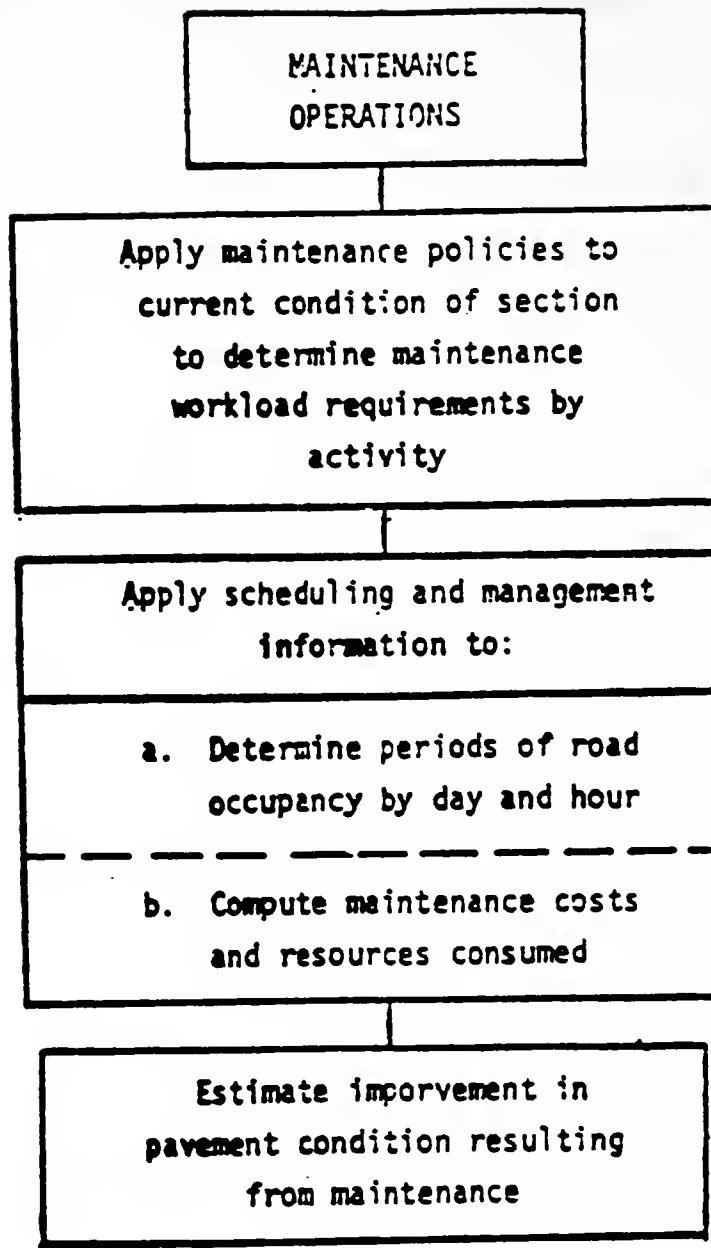 MAINTENANCE
OPERATIONS
Apply maintenance policies to
current condition of section
to determine maintenance
workload requirements by
activity
Apply scheduling and management
information to:
a. Determine periods of road
occupancy by day and hour
b. Compute maintenance costs
and resources consumed
Estimate imporvement in
pavement condition resulting
from maintenance